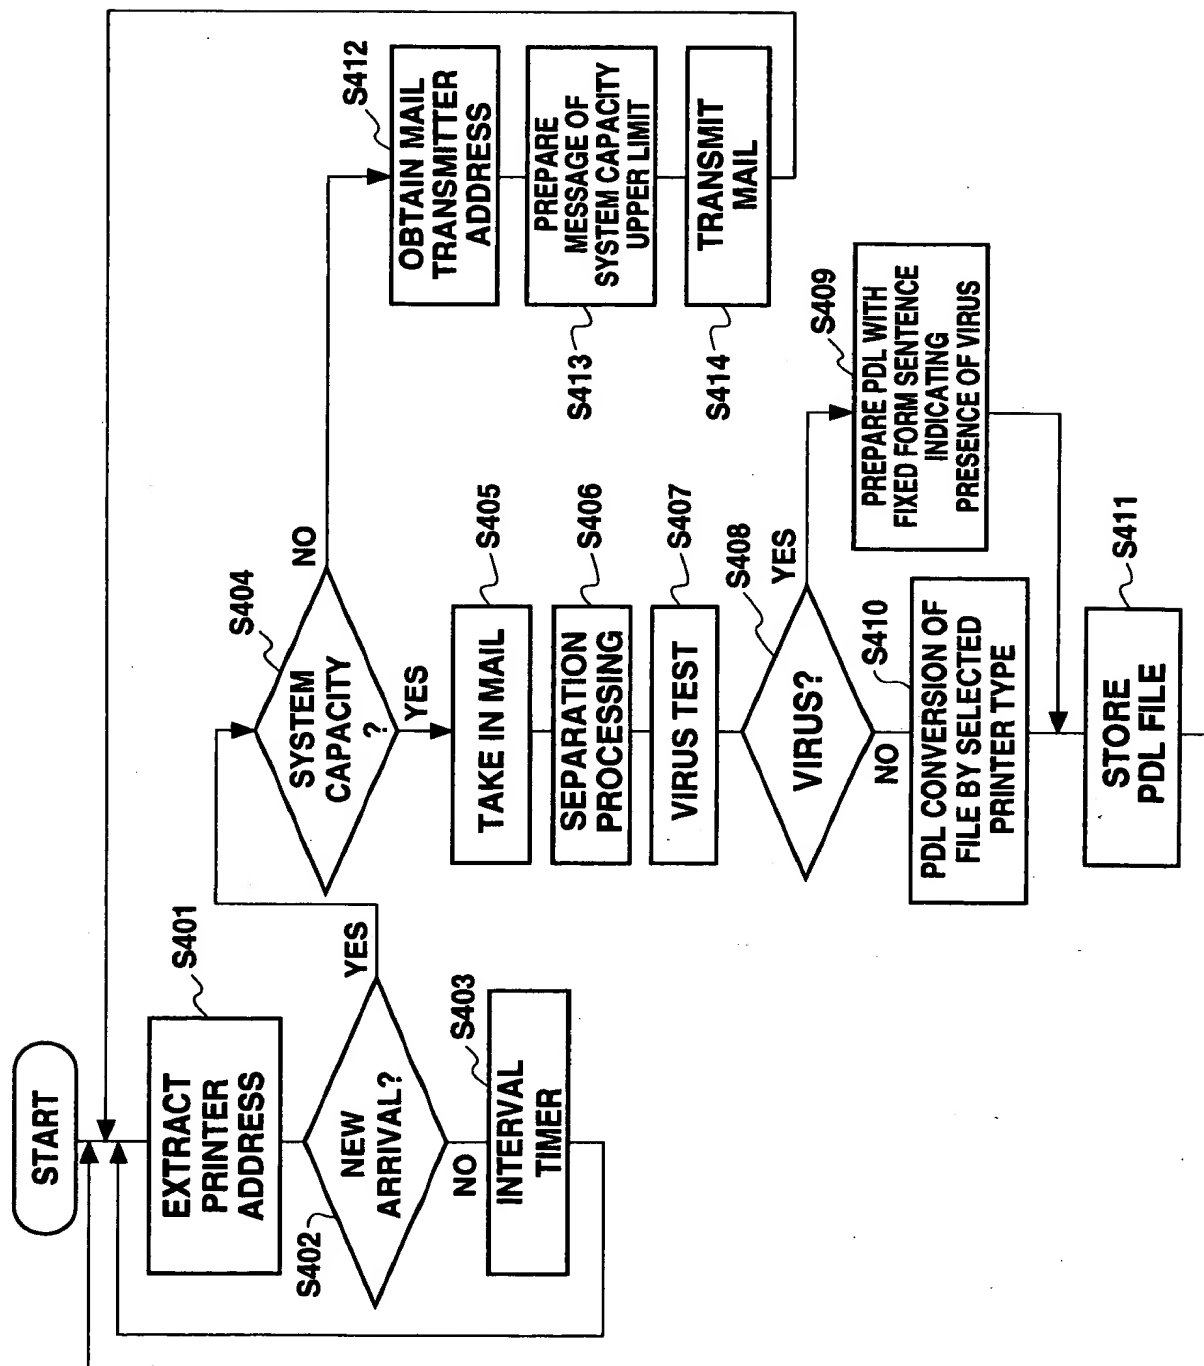 START
S401
EXTRACT
PRINTER
ADDRESS
S402
NEW
ARRIVAL?
YES
NO
S403
INTERVAL
TIMER
S404
SYSTEM
CAPACITY
?
NO
YES
S405
TAKE IN MAIL
S406
SEPARATION
PROCESSING
S407
VIRUS TEST
S408
VIRUS?
YES
NO
S409
PREPARE PDL WITH
FIXED FORM SENTENCE
INDICATING
PRESENCE OF VIRUS
S410
PDL CONVERSION OF
FILE BY SELECTED
PRINTER TYPE
S411
STORE
PDL FILE
S412
OBTAIN MAIL
TRANSMITTER
ADDRESS
S413
PREPARE
MESSAGE OF
SYSTEM CAPACITY
UPPER LIMIT
S414
TRANSMIT
MAIL